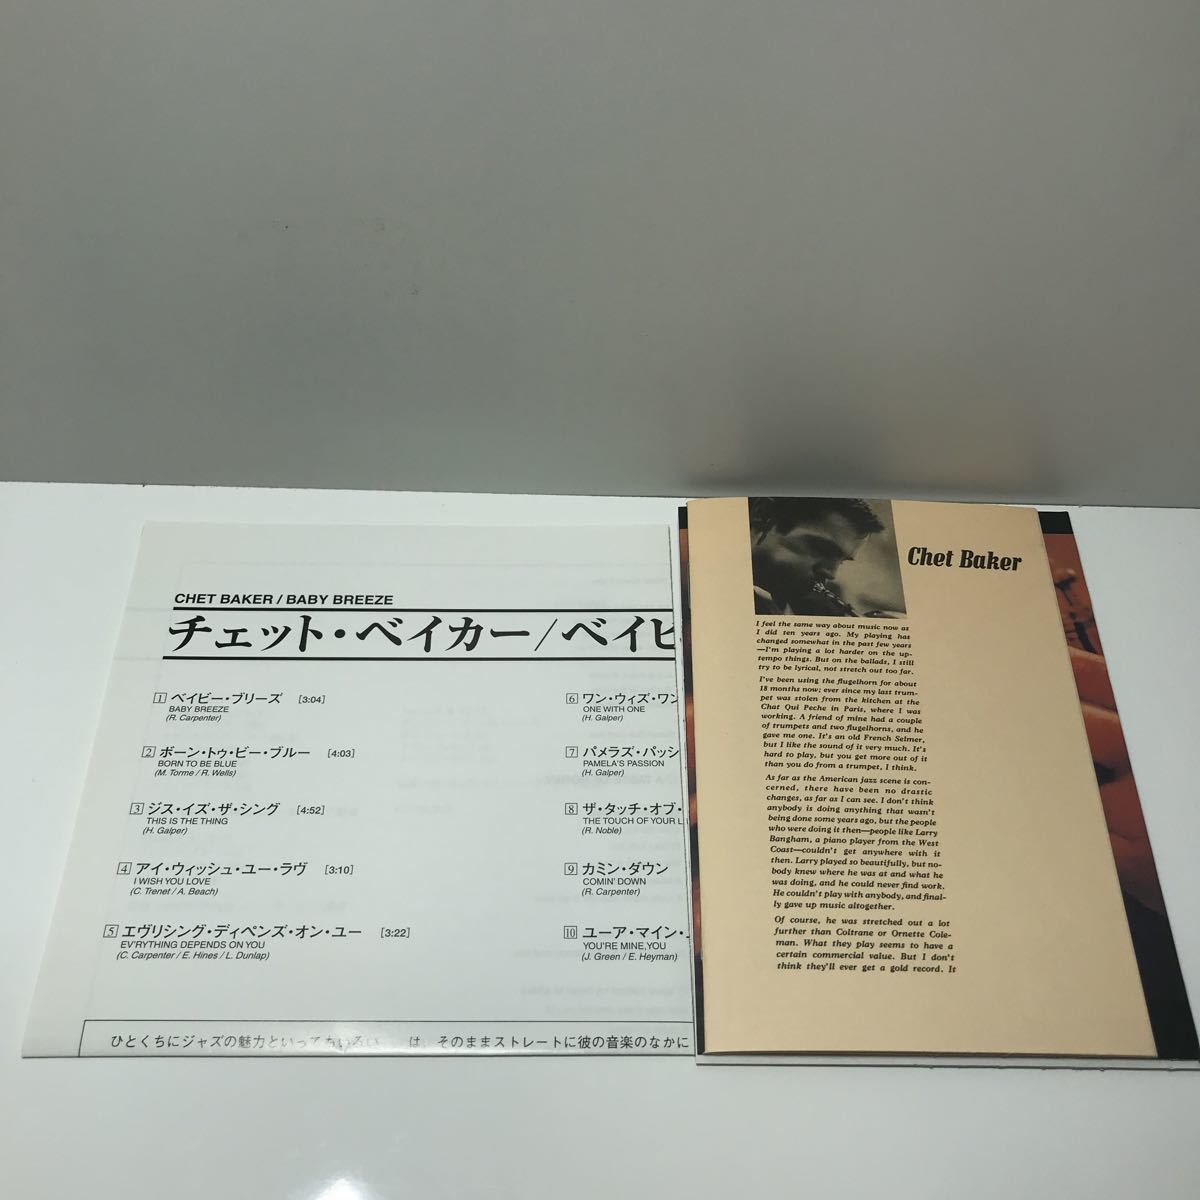 CHET BAKER / BABY BREEZE
チェット・ベイカー/ベイビ
1 ベイビー・ブリーズ [3:04]
BABY BREEZE
(R. Carpenter)
2 ボーン・トゥ・ビー・ブルー [4:03]
BORN TO BE BLUE
(M. Torme / R. Wells)
3 ジス・イズ・ザ・シング [4:52]
THIS IS THE THING
(H. Galper)
4 アイ・ウィッシュ・ユー・ラヴ [3:10]
I WISH YOU LOVE
(C. Trenet / A. Beach)
5 エヴリシング・ディペンズ・オン・ユー [3:22]
EV'RYTHING DEPENDS ON YOU
(C. Carpenter / E. Hines / L. Dunlap)
6 ワン・ウィズ・ワン
ONE WITH ONE
(H. Galper)
7 パメラズ・パッシ
PAMELA'S PASSION
(H. Galper)
8 ザ・タッチ・オブ・
THE TOUCH OF YOUR L
(R. Noble)
9 カミン・ダウン
COMIN' DOWN
(R. Carpenter)
10 ユーア・マイン・
YOU'RE MINE, YOU
(J. Green / E. Heyman)
ひとくちにジャズの魅力といってもいろいろ は、そのままストレートに彼の音楽のなかに
Chet Baker
I feel the same way about music now as
I did ten years ago. My playing has
changed somewhat in the past few years
—I'm playing a lot harder on the up-
tempo things. But on the ballads, I still
try to be lyrical, not stretch out too far.
I've been using the flugelhorn for about
18 months now; ever since my last trum-
pet was stolen from the kitchen at the
Chat Qui Peche in Paris, where I was
working. A friend of mine had a couple
of trumpets and two flugelhorns, and he
gave me one. It's an old French Selmer,
but I like the sound of it very much. It's
hard to play, but you get more out of it
than you do from a trumpet, I think.
As far as the American jazz scene is con-
cerned, there have been no drastic
changes, as far as I can see. I don't think
anybody is doing anything that wasn't
being done some years ago, but the people
who were doing it then—people like Larry
Bangham, a piano player from the West
Coast—couldn't get anywhere with it
then. Larry played so beautifully, but no-
body knew where he was at and what he
was doing, and he could never find work.
He couldn't play with anybody, and final-
ly gave up music altogether.
Of course, he was stretched out a lot
further than Coltrane or Ornette Cole-
man. What they play seems to have a
certain commercial value. But I don't
think they'll ever get a gold record. It